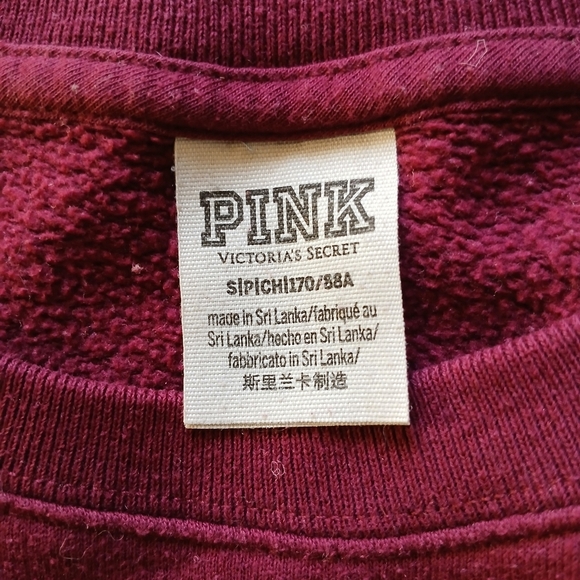 PINK
VICTORIA'S SECRET
S|P|CH|170/88A
made in Sri Lanka/fabriqué au
Sri Lanka/hecho en Sri Lanka/
fabbricato in Sri Lanka/
斯里兰卡制造